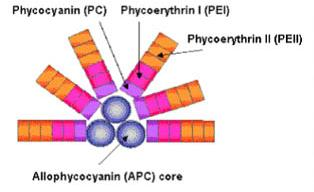 Phycocyanin (PC)
Phycoerythrin I (PEI)
Phycoerythrin II (PEII)
Allophycocyanin (APC) core